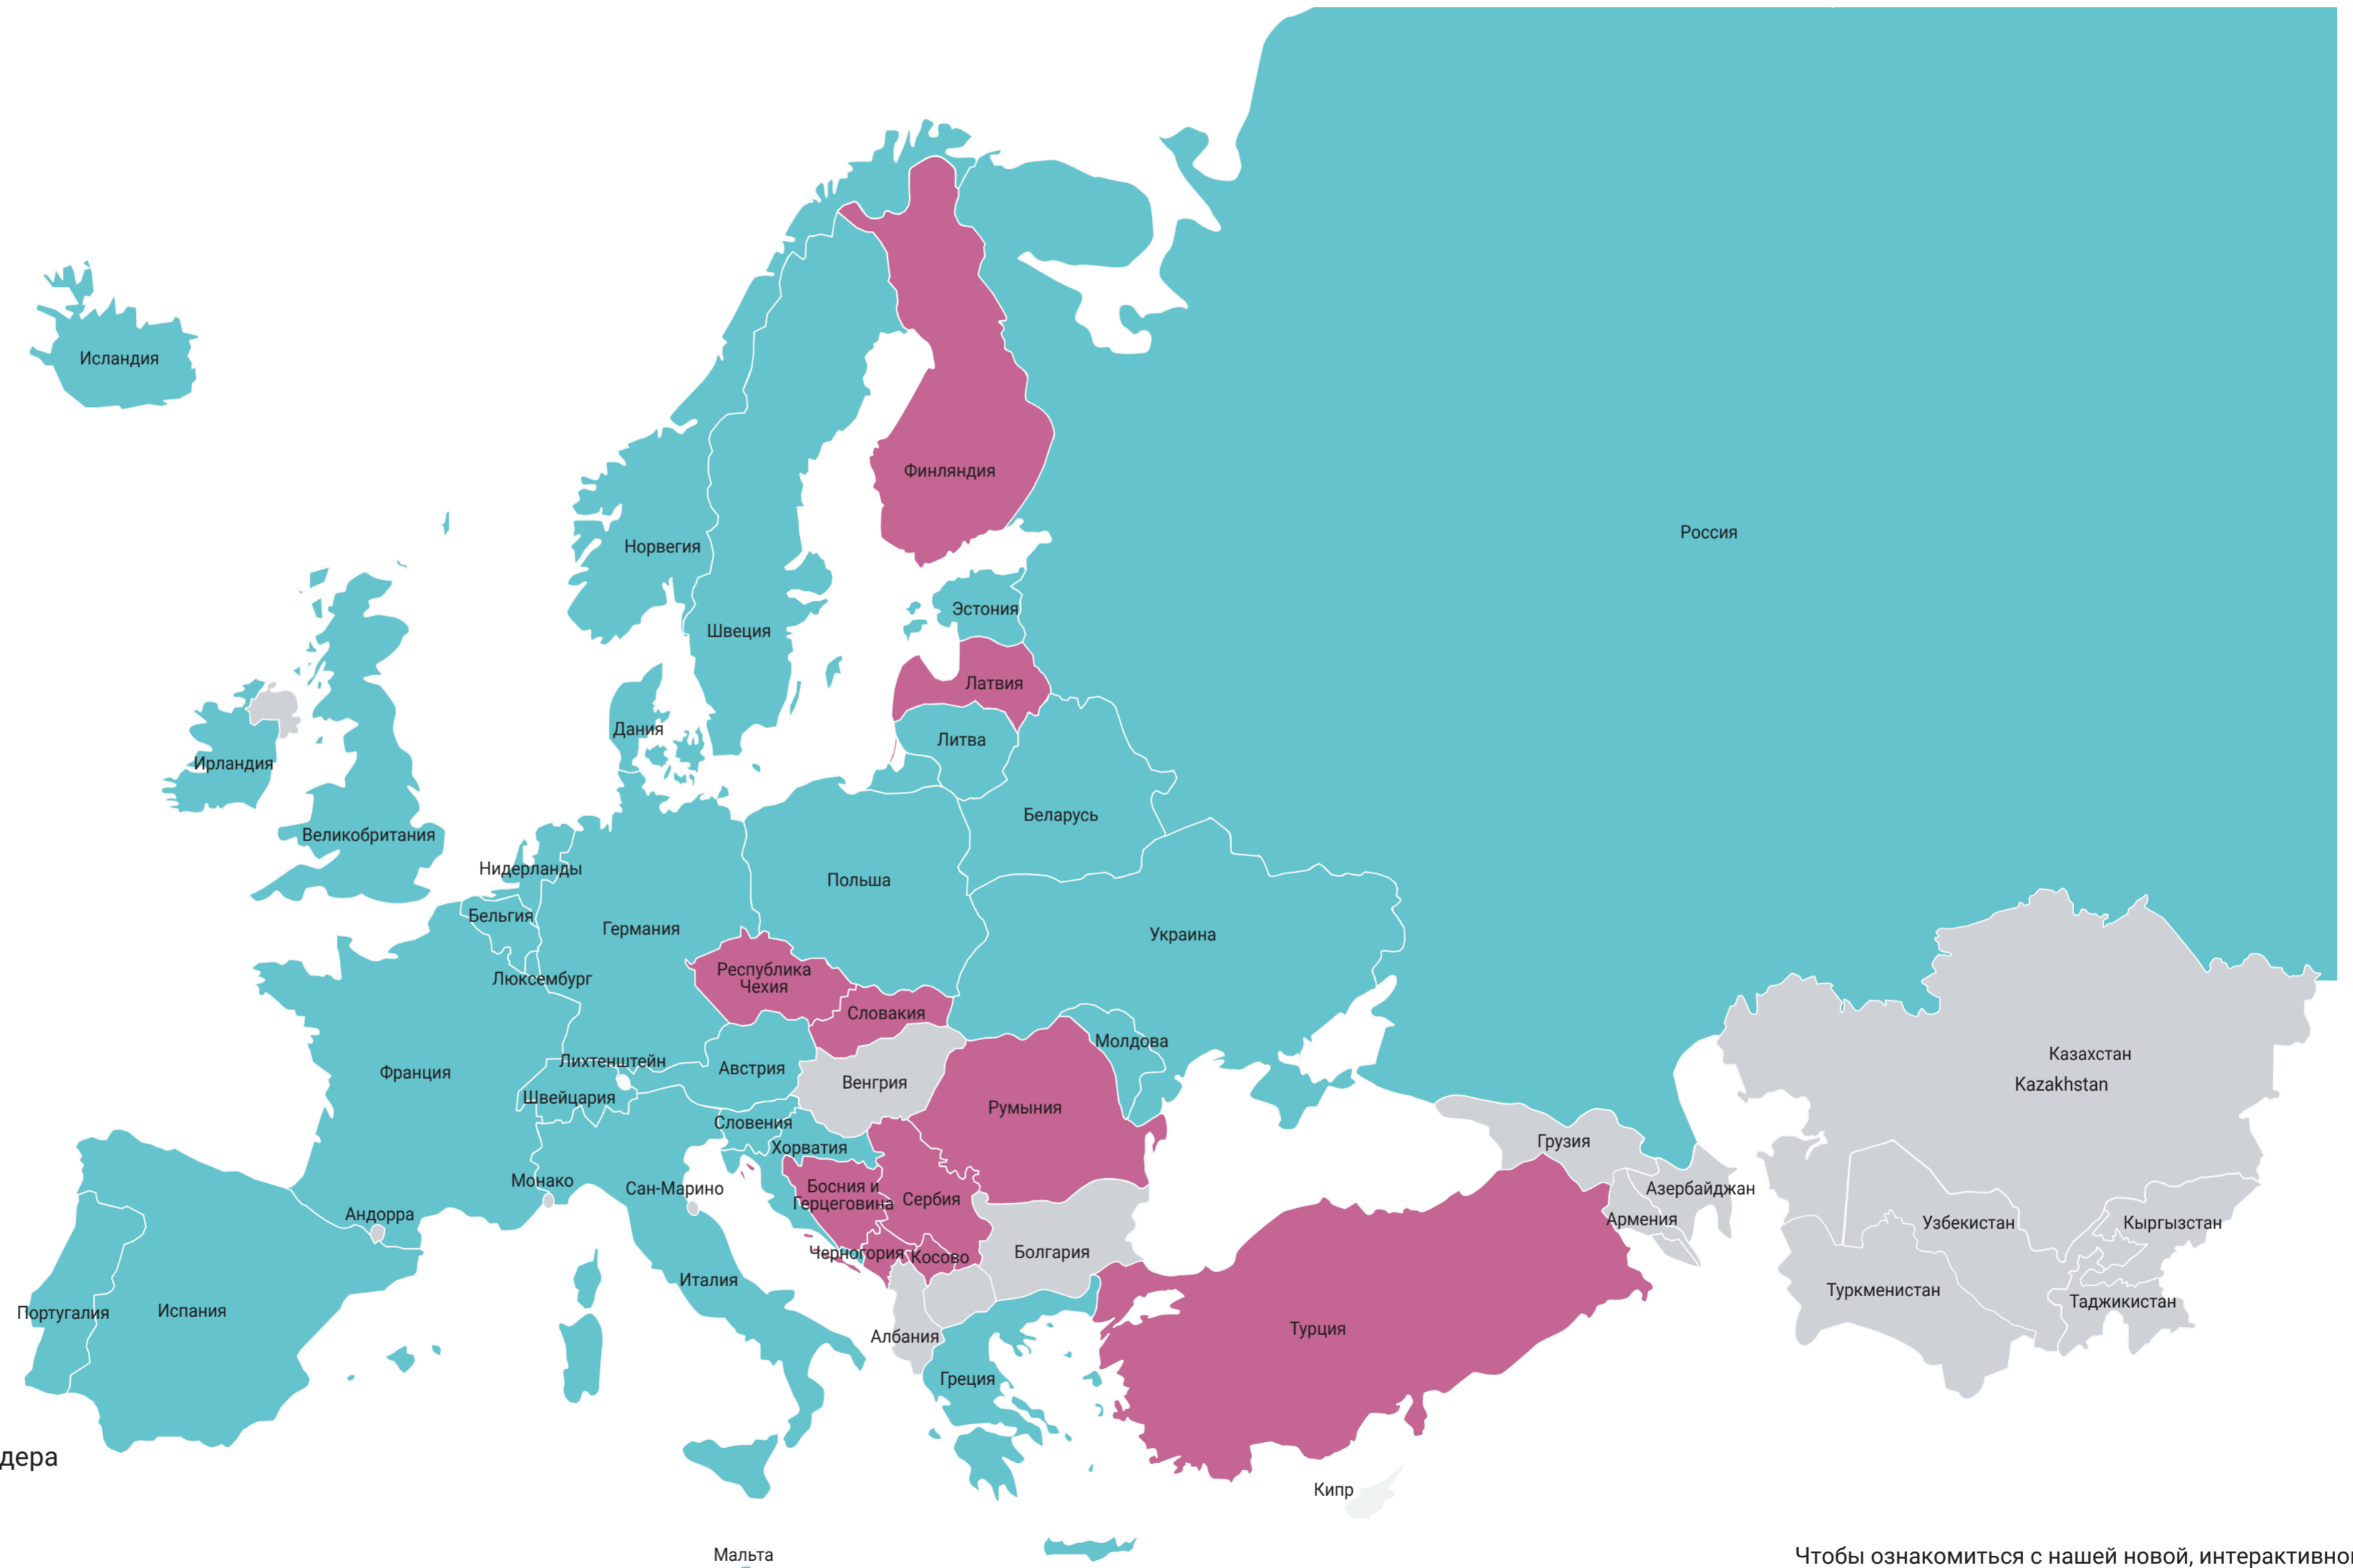 Исландия
Финляндия
Россия
Норвегия
Эстония
Швеция
Латвия
Дания
Литва
Ирландия
Беларусь
Великобритания
Нидерланды
Польша
Бельгия
Германия
Украина
Республика
Чехия
Люксембург
Словакия
Молдова
Казахстан
Лихтенштейн
Австрия
Франция
Венгрия
Kazakhstan
Швейцария
Румыния
Словения
Грузия
Хорватия
Монако
Сан-Марино
Босния и
Герцеговина
Сербия
Азербайджан
Андорра
Армения
Узбекистан
Кыргызстан
Черногория
Косово
Болгария
Италия
Туркменистан
Таджикистан
Португалия
Испания
Турция
Албания
Греция
дера
Кипр
Мальта
Чтобы ознакомиться с нашей новой, интерактивно